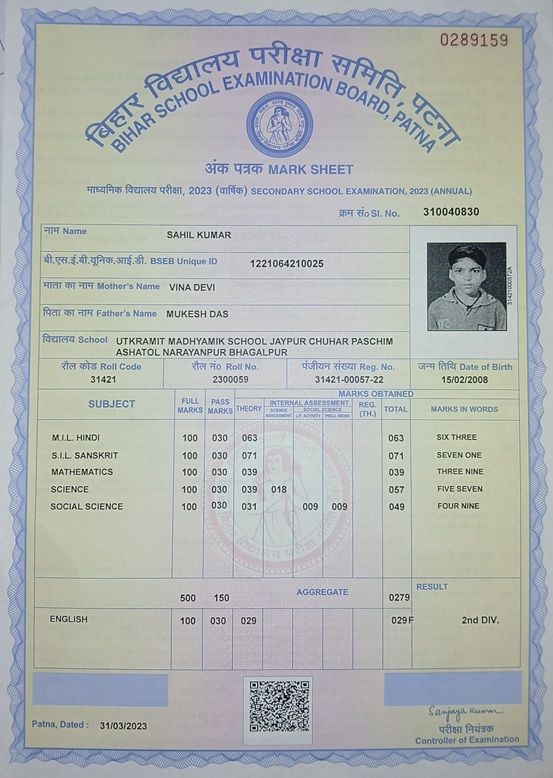 0289159
बिहार विद्यालय परीक्षा समिति, पटना
BIHAR SCHOOL EXAMINATION BOARD, PATNA
अंक पत्रक MARK SHEET
माध्यमिक विद्यालय परीक्षा, 2023 (वार्षिक) SECONDARY SCHOOL EXAMINATION, 2023 (ANNUAL)
क्रम सं० Sl. No. 310040830
नाम Name SAHIL KUMAR
बी.एस.ई.बी.यूनिक.आई.डी. BSEB Unique ID 1221064210025
माता का नाम Mother's Name VINA DEVI
पिता का नाम Father's Name MUKESH DAS
विद्यालय School UTKRAMIT MADHYAMIK SCHOOL JAYPUR CHUHAR PASCHIM
ASHATOL NARAYANPUR BHAGALPUR
रौल कोड Roll Code रौल न० Roll No. पंजीयन संख्या Reg. No. जन्म तिथि Date of Birth
31421 2300059 31421-00057-22 15/02/2008
MARKS OBTAINED
SUBJECT FULL MARKS PASS MARKS THEORY INTERNAL ASSESSMENT REG. (TH.) TOTAL MARKS IN WORDS
SCIENCE ASSESSMENT SOCIAL SCIENCE
LIT.ACTIVITY PROJ. WORK
M.I.L. HINDI 100 030 063 063 SIX THREE
S.I.L. SANSKRIT 100 030 071 071 SEVEN ONE
MATHEMATICS 100 030 039 039 THREE NINE
SCIENCE 100 030 039 018 057 FIVE SEVEN
SOCIAL SCIENCE 100 030 031 009 009 049 FOUR NINE
500 150 AGGREGATE 0279 RESULT
ENGLISH 100 030 029 029F 2nd DIV.
Patna, Dated : 31/03/2023
Sanjaya Kumar
परीक्षा नियंत्रक
Controller of Examination